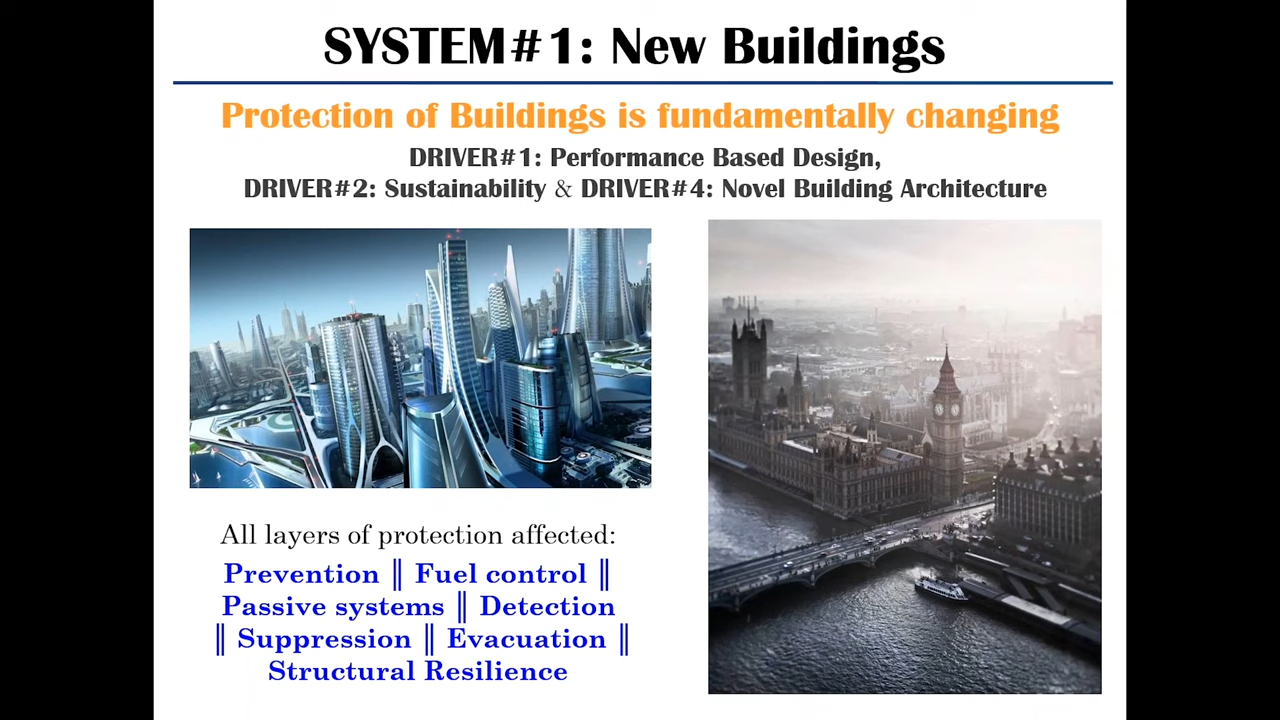 SYSTEM#1: New Buildings
Protection of Buildings is fundamentally changing
DRIVER#1: Performance Based Design,
DRIVER#2: Sustainability & DRIVER#4: Novel Building Architecture
All layers of protection affected:
Prevention ║ Fuel control ║
Passive systems ║ Detection
║ Suppression ║ Evacuation ║
Structural Resilience